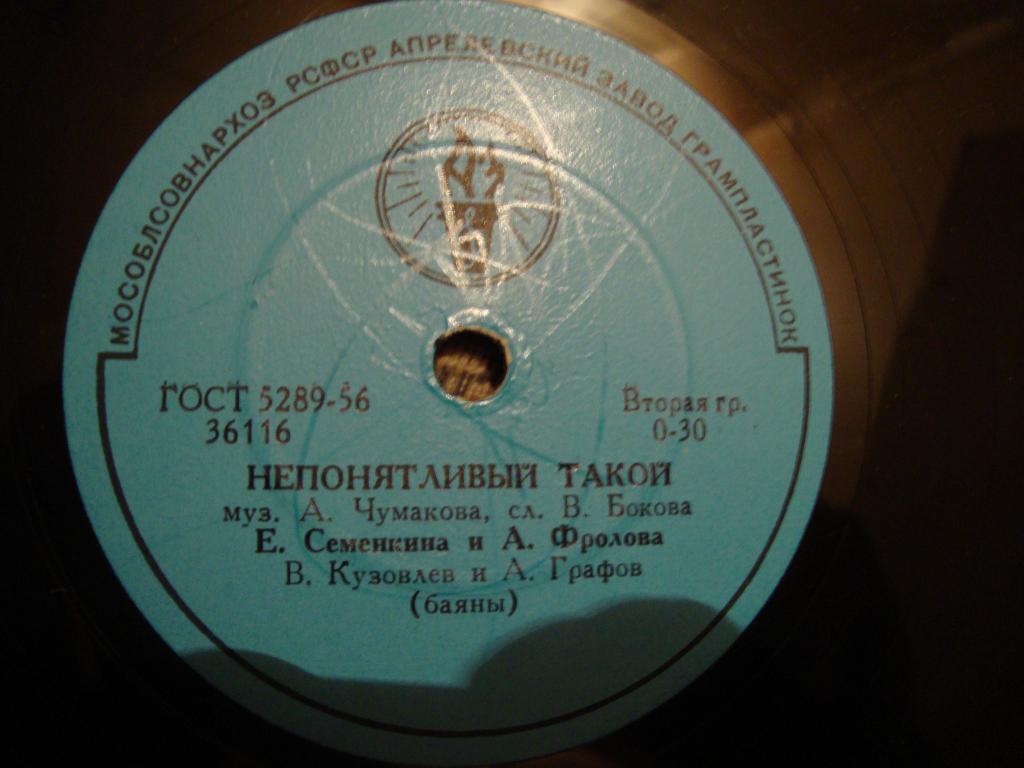 МОСОБЛСОВНАРХОЗ РСФСР АПРЕЛЕВСКИЙ ЗАВОД ГРАМПЛАСТИНОК
ГОСТ 5289-56
36116
Вторая гр.
0-30
НЕПОНЯТЛИВЫЙ ТАКОЙ
муз. А. Чумакова, сл. В. Бокова
Е. Семенкина и А. Фролова
В. Кузовлев и А. Графов
(баяны)